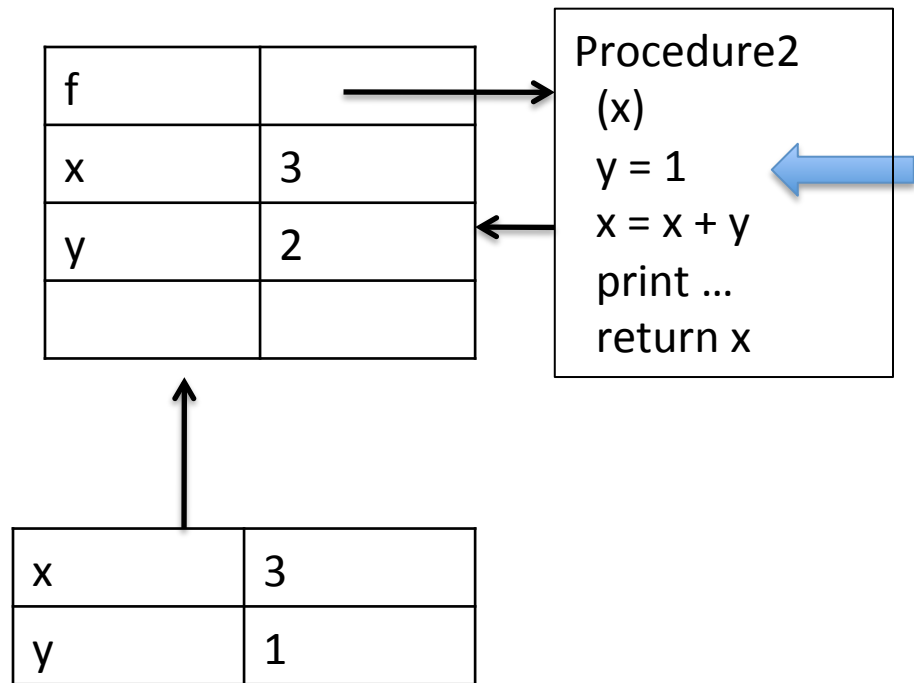 f
x 3
y 2
Procedure2
(x)
y = 1
x = x + y
print …
return x
x 3
y 1